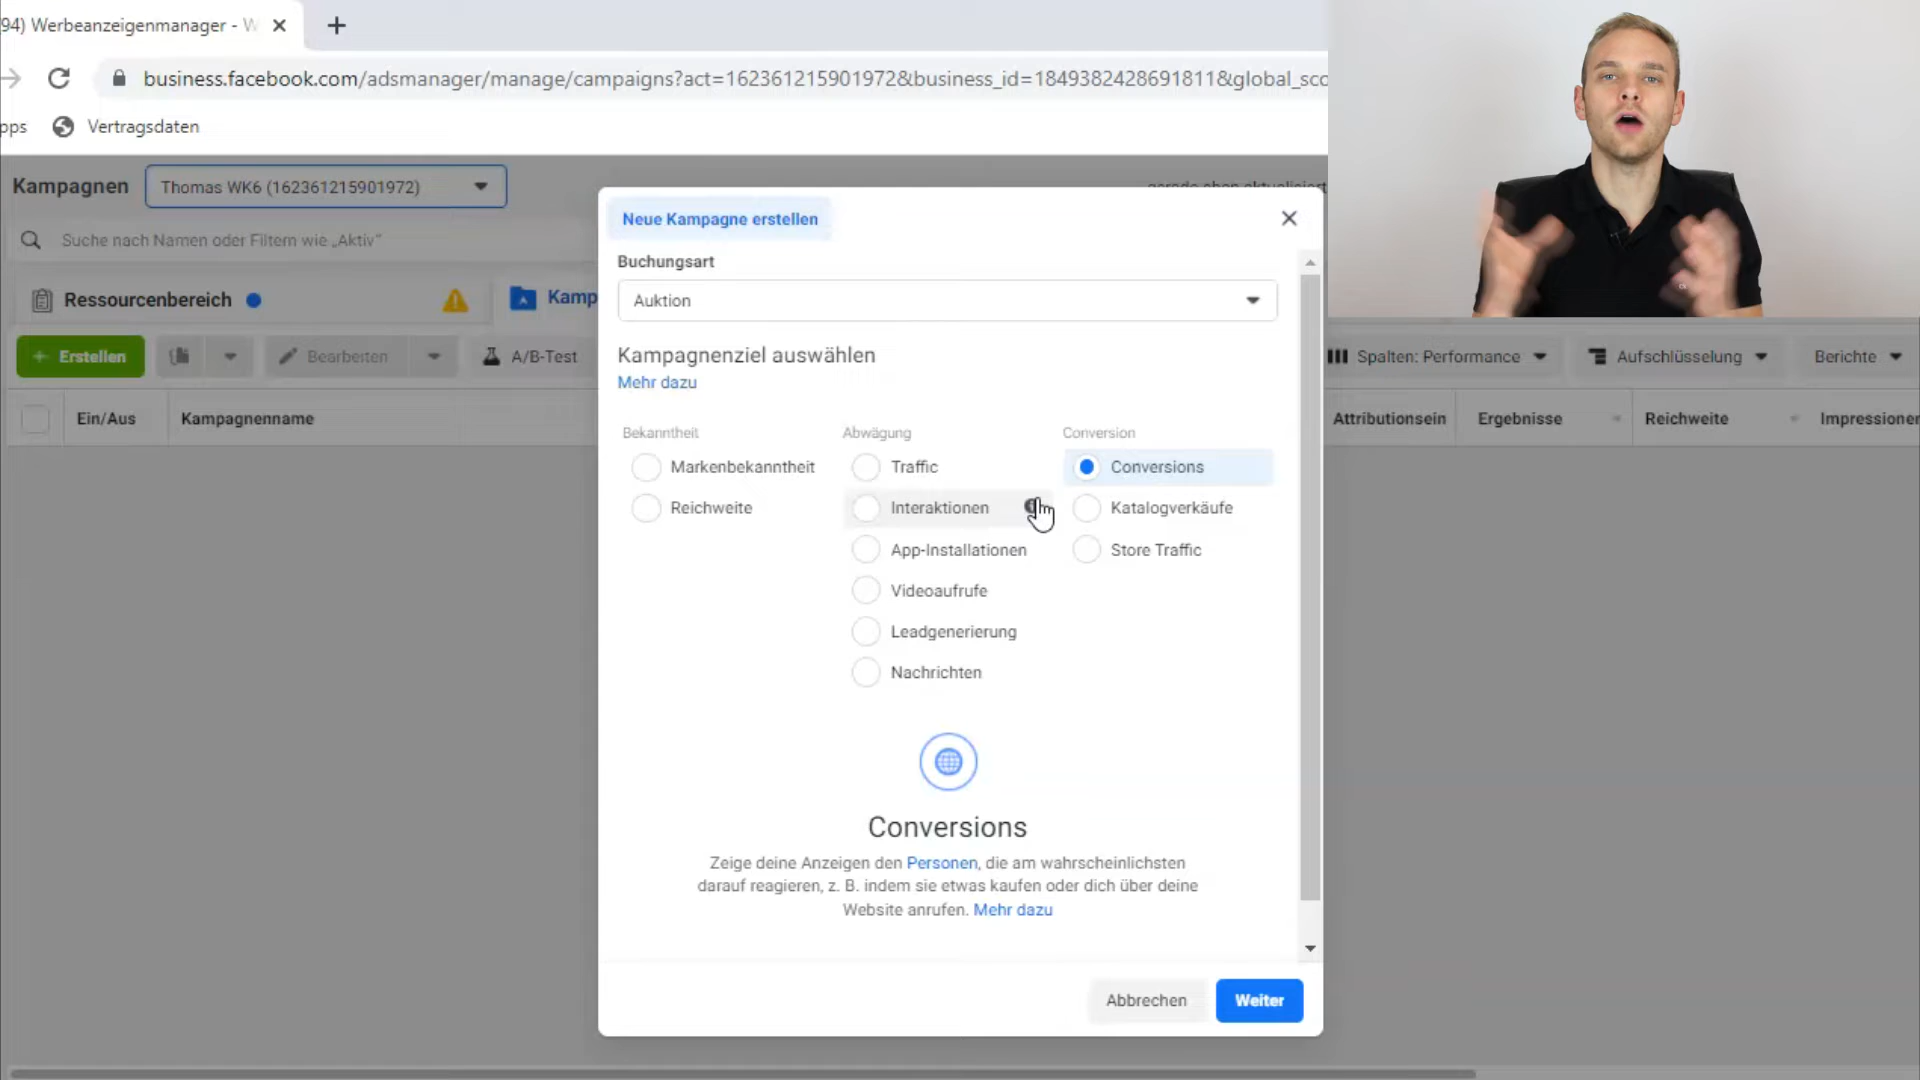 94) Werbeanzeigenmanager - W
business.facebook.com/adsmanager/manage/campaigns?act=162361215901972&business_id=1849382428691811&global_sco
pps Vertragsdaten
Kampagnen Thomas WK6 (162361215901972)
gerade eben aktualisiert
Suche nach Namen oder Filtern wie „Aktiv“
Ressourcenbereich Kamp
Erstellen Bearbeiten A/B-Test Spalten: Performance Aufschlüsselung Berichte
Ein/Aus Kampagnenname Attributionsein Ergebnisse Reichweite Impressionen
Neue Kampagne erstellen
Buchungsart
Auktion
Kampagnenziel auswählen
Mehr dazu
Bekanntheit Abwägung Conversion
Markenbekanntheit Traffic Conversions
Reichweite Interaktionen Katalogverkäufe
App-Installationen Store Traffic
Videoaufrufe
Leadgenerierung
Nachrichten
Conversions
Zeige deine Anzeigen den Personen, die am wahrscheinlichsten
darauf reagieren, z. B. indem sie etwas kaufen oder dich über deine
Website anrufen. Mehr dazu
Abbrechen Weiter